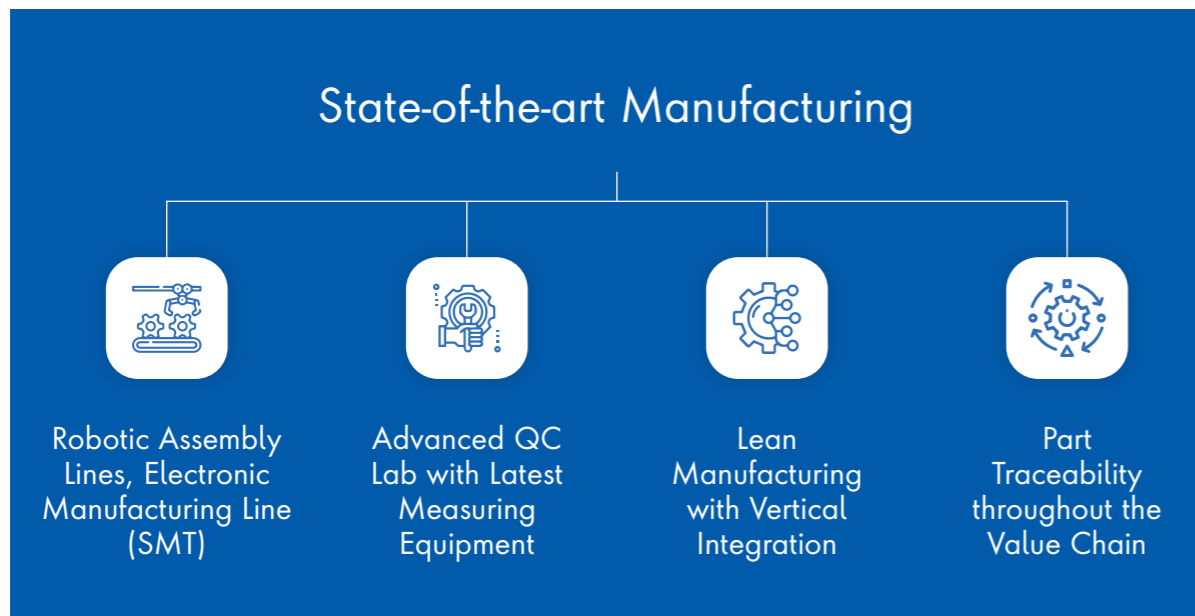 State-of-the-art Manufacturing
Robotic Assembly
Lines, Electronic
Manufacturing Line
(SMT)
Advanced QC
Lab with Latest
Measuring
Equipment
Lean
Manufacturing
with Vertical
Integration
Part
Traceability
throughout the
Value Chain